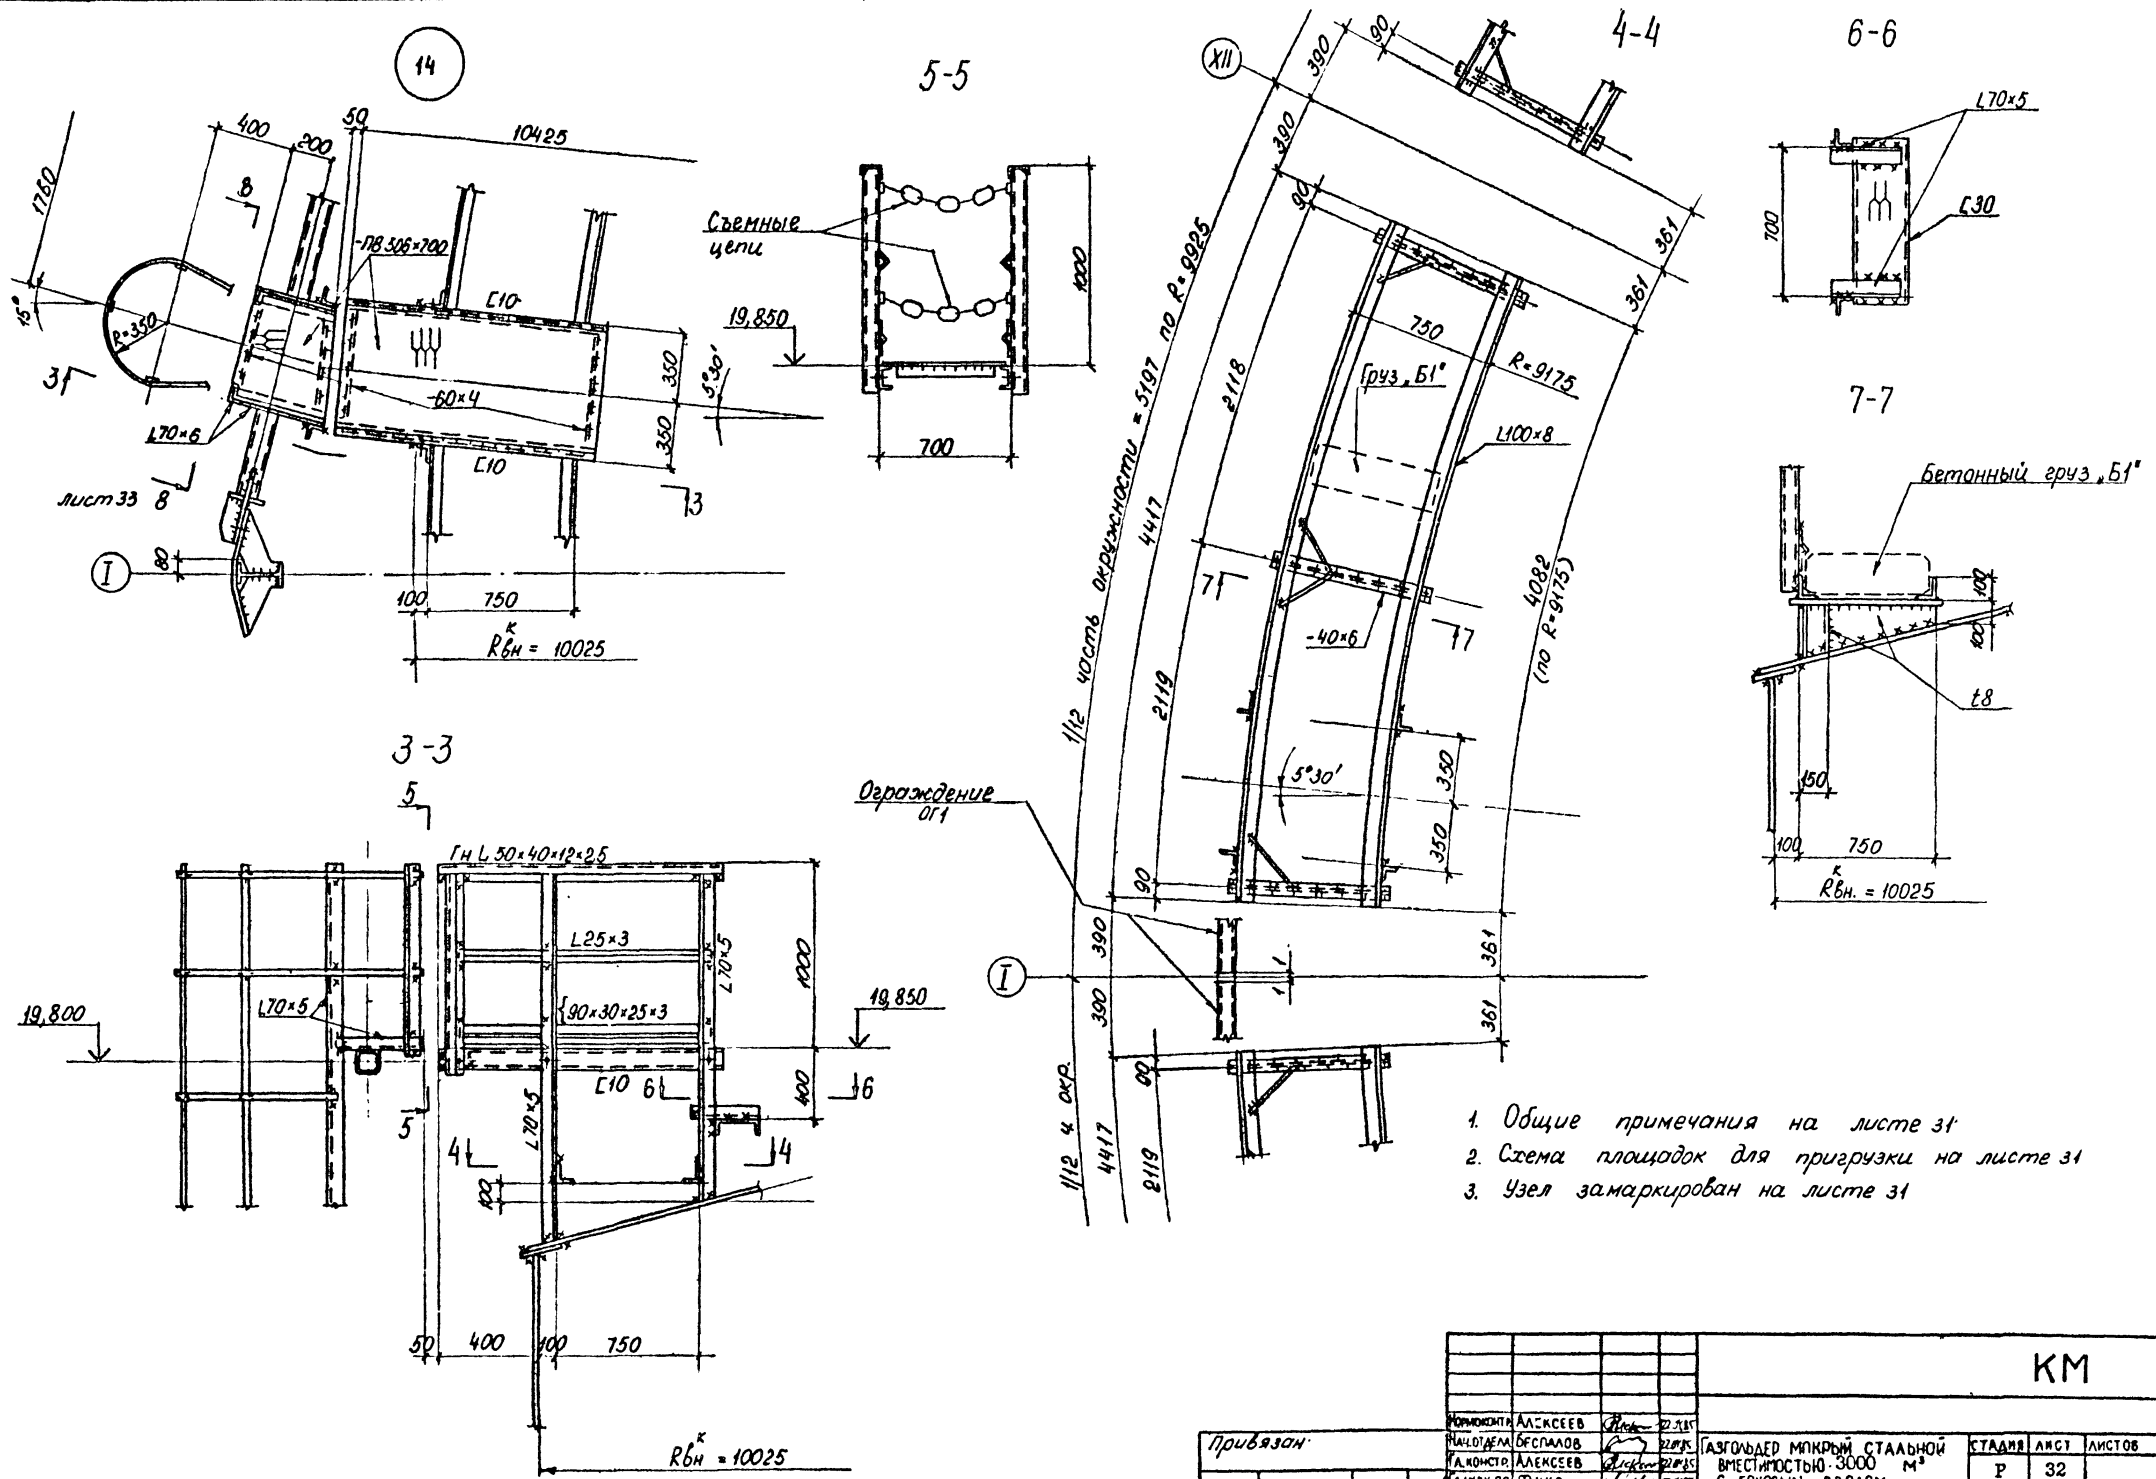 14
50
10425
400
200
1760
8
-ПВ 506×700
С10
15°
R=350
3
-60×4
350
5°30'
350
L70×6
С10
лист 33
8
3
80
I
100
750
к
Rвн = 10025
5-5
Съемные
цепи
1000
19,850
700
4-4
XII
390
90
390
90
361
361
750
R=9175
2118
Груз „Б1"
L100×8
1/12 часть окружности = 5197 по R=9925
4417
7
7
-40×6
4082
(по R=9175)
2119
5°30'
350
350
Ограждение
ОГ1
90
390
361
I
1
1
390
361
90
1/12 ч окр.
4417
2119
6-6
L70×5
700
С30
7-7
Бетонный груз „Б1"
100
100
t8
150
100
750
к
Rвн. = 10025
3-3
5
Гн L 50×40×12×2,5
L25×3
L70×5
1000
19,800
L70×5
90×30×25×3
19,850
С10
6
6
400
5
L70×5
4
4
100
50
400
100
750
к
Rвн = 10025
1. Общие примечания на листе 31
2. Схема площадок для пригрузки на листе 31
3. Узел замаркирован на листе 31
КМ
Привязан
Нормоконтр. Алексеев
Нач.отдела Беспалов
Гл.констр. Алексеев
Газгольдер мокрый стальной
вместимостью 3000 м³
стадия лист листов
Р 32